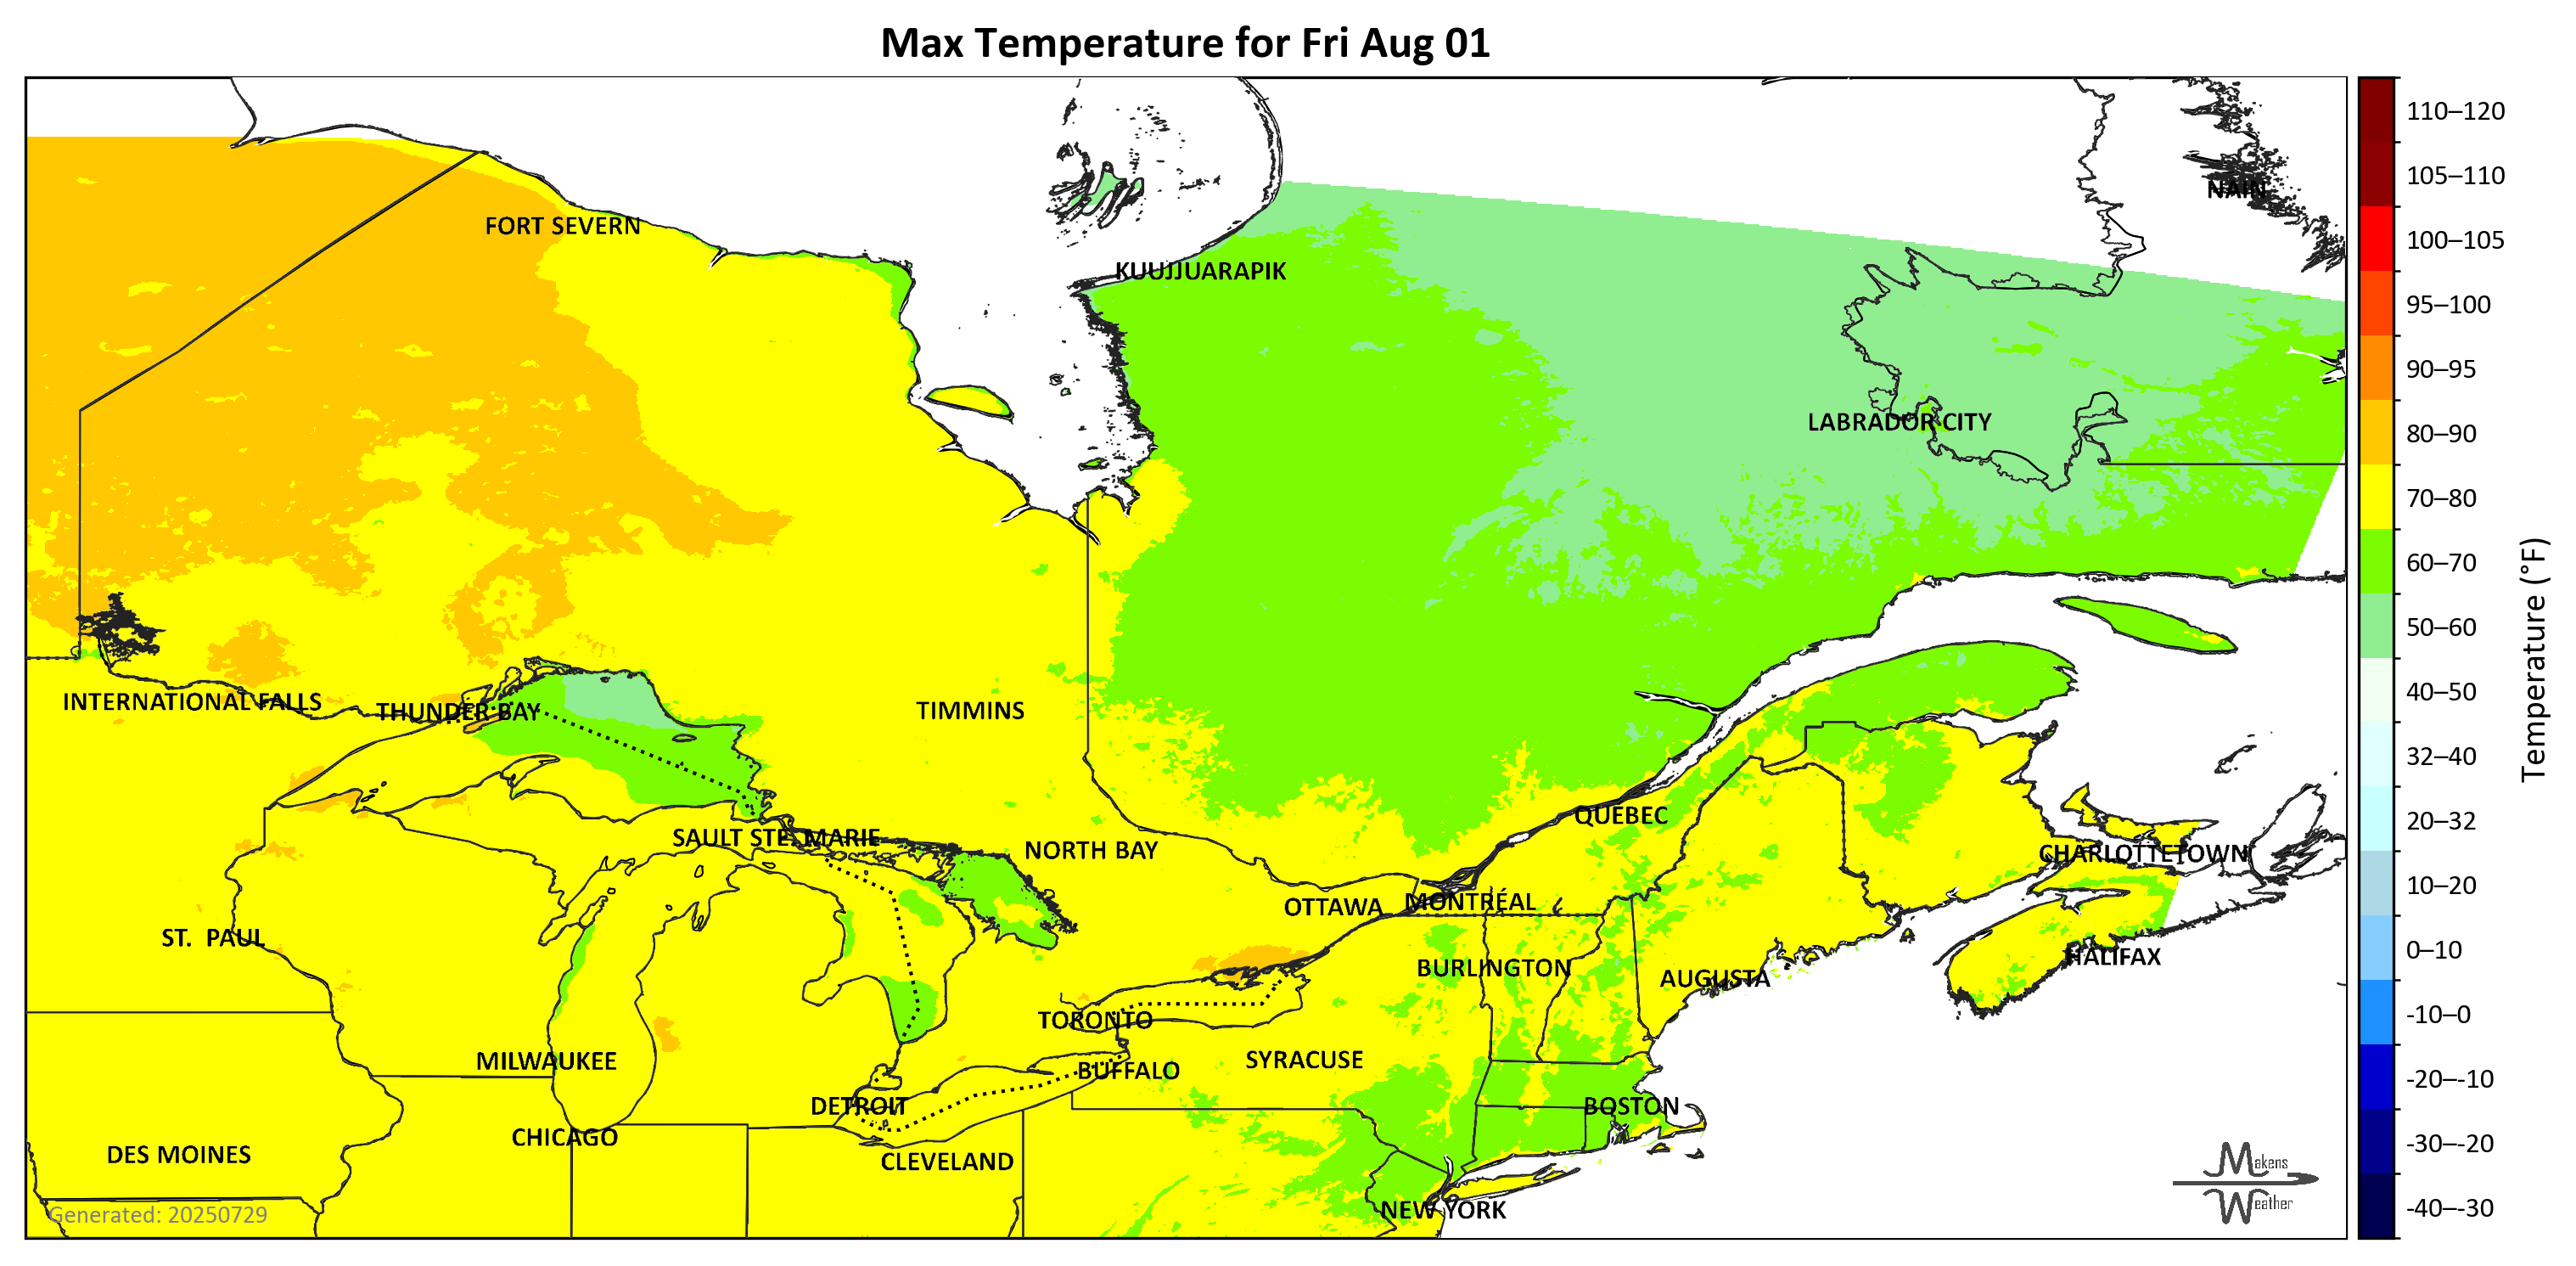 Max Temperature for Fri Aug 01
NAIN
FORT SEVERN
KUUJJUARAPIK
LABRADOR CITY
INTERNATIONAL FALLS
THUNDER BAY
TIMMINS
QUÉBEC
SAULT STE. MARIE
NORTH BAY
CHARLOTTETOWN
OTTAWA
MONTRÉAL
ST. PAUL
HALIFAX
BURLINGTON
AUGUSTA
TORONTO
MILWAUKEE
BUFFALO
SYRACUSE
DETROIT
BOSTON
CHICAGO
DES MOINES
CLEVELAND
NEW YORK
Generated: 20250729
Makens
Weather
110–120
105–110
100–105
95–100
90–95
80–90
70–80
60–70
50–60
40–50
32–40
20–32
10–20
0–10
-10–0
-20–-10
-30–-20
-40–-30
Temperature (°F)